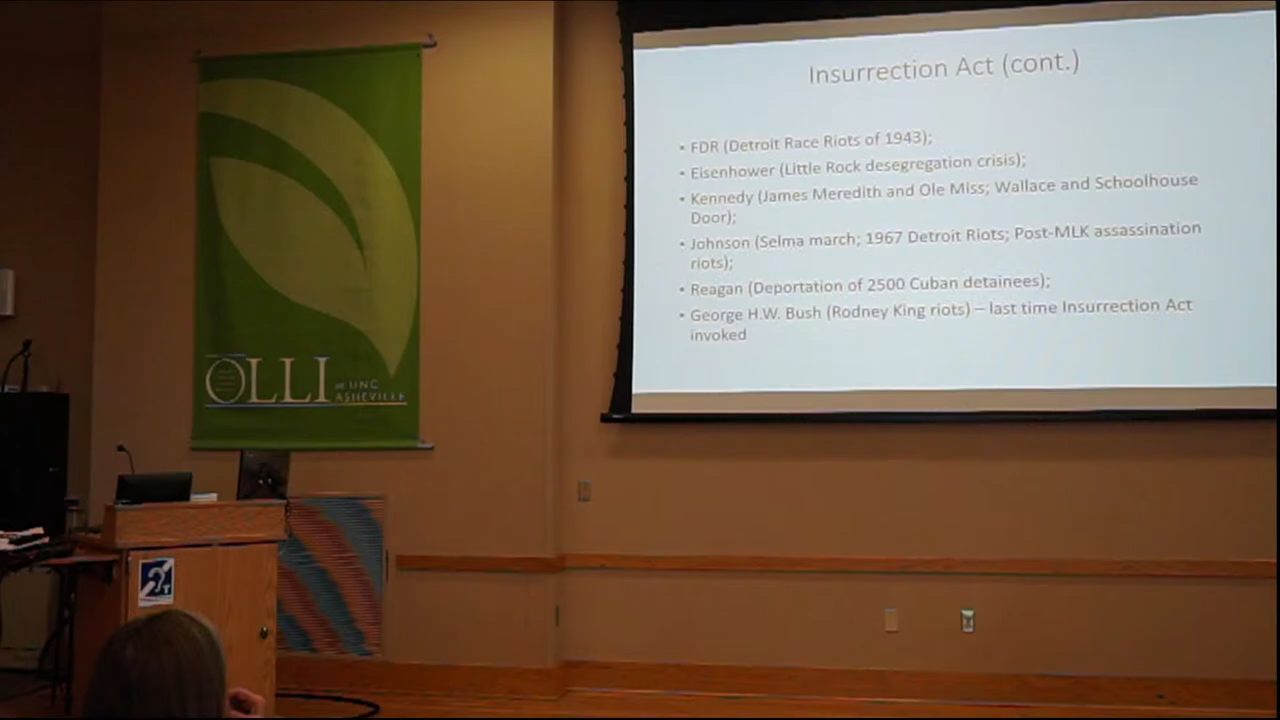 Insurrection Act (cont.)
• FDR (Detroit Race Riots of 1943);
• Eisenhower (Little Rock desegregation crisis);
• Kennedy (James Meredith and Ole Miss; Wallace and Schoolhouse
Door);
• Johnson (Selma march; 1967 Detroit Riots; Post-MLK assassination
riots);
• Reagan (Deportation of 2500 Cuban detainees);
• George H.W. Bush (Rodney King riots) – last time Insurrection Act
invoked
OLLI
AT UNC
ASHEVILLE
T